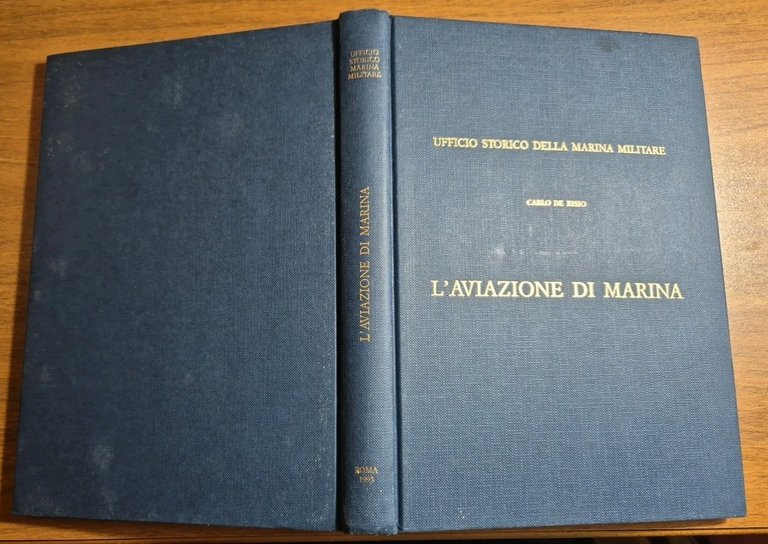 UFFICIO
STORICO
MARINA
MILITARE
L'AVIAZIONE DI MARINA
ROMA
1995
UFFICIO STORICO DELLA MARINA MILITARE
CARLO DE RISIO
L'AVIAZIONE DI MARINA